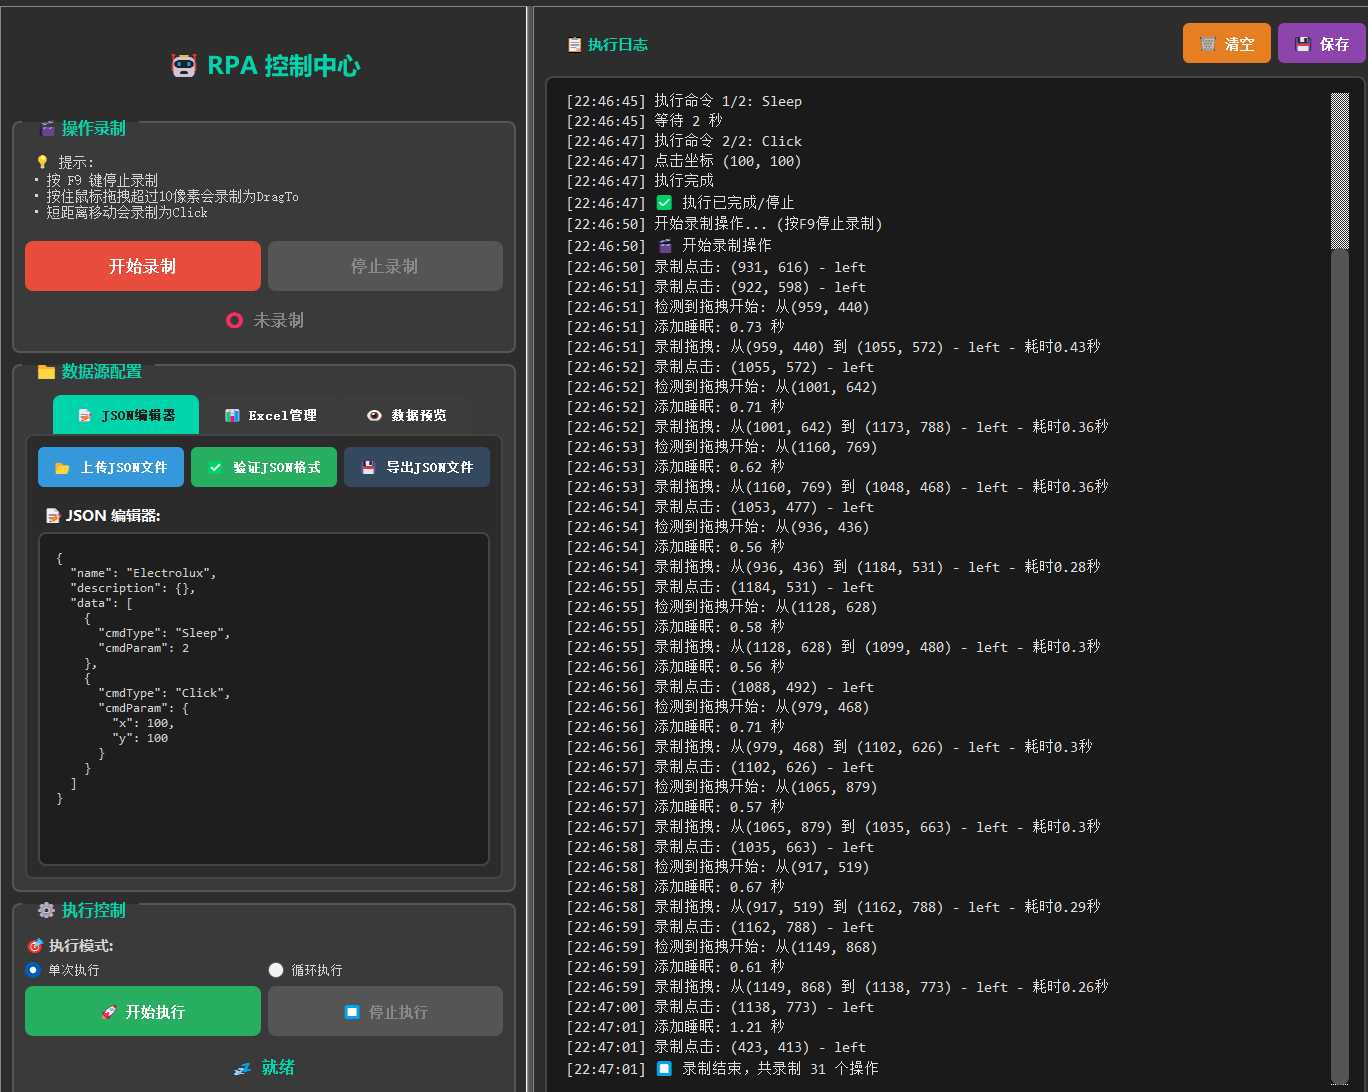 RPA 控制中心
操作录制
提示:
• 按 F9 键停止录制
• 按住鼠标拖拽超过10像素会录制为DragTo
• 短距离移动会录制为Click
开始录制
停止录制
未录制
数据源配置
JSON编辑器
Excel管理
数据预览
上传JSON文件
验证JSON格式
导出JSON文件
JSON 编辑器:
{
"name": "Electrolux",
"description": {},
"data": [
{
"cmdType": "Sleep",
"cmdParam": 2
},
{
"cmdType": "Click",
"cmdParam": {
"x": 100,
"y": 100
}
}
]
}
执行控制
执行模式:
单次执行
循环执行
开始执行
停止执行
就绪
执行日志
清空
保存
[22:46:45] 执行命令 1/2: Sleep
[22:46:45] 等待 2 秒
[22:46:47] 执行命令 2/2: Click
[22:46:47] 点击坐标 (100, 100)
[22:46:47] 执行完成
[22:46:47] ✅ 执行已完成/停止
[22:46:50] 开始录制操作... (按F9停止录制)
[22:46:50] 🎬 开始录制操作
[22:46:50] 录制点击: (931, 616) - left
[22:46:51] 录制点击: (922, 598) - left
[22:46:51] 检测到拖拽开始: 从(959, 440)
[22:46:51] 添加睡眠: 0.73 秒
[22:46:51] 录制拖拽: 从(959, 440) 到 (1055, 572) - left - 耗时0.43秒
[22:46:52] 录制点击: (1055, 572) - left
[22:46:52] 检测到拖拽开始: 从(1001, 642)
[22:46:52] 添加睡眠: 0.71 秒
[22:46:52] 录制拖拽: 从(1001, 642) 到 (1173, 788) - left - 耗时0.36秒
[22:46:53] 检测到拖拽开始: 从(1160, 769)
[22:46:53] 添加睡眠: 0.62 秒
[22:46:53] 录制拖拽: 从(1160, 769) 到 (1048, 468) - left - 耗时0.36秒
[22:46:54] 录制点击: (1053, 477) - left
[22:46:54] 检测到拖拽开始: 从(936, 436)
[22:46:54] 添加睡眠: 0.56 秒
[22:46:54] 录制拖拽: 从(936, 436) 到 (1184, 531) - left - 耗时0.28秒
[22:46:55] 录制点击: (1184, 531) - left
[22:46:55] 检测到拖拽开始: 从(1128, 628)
[22:46:55] 添加睡眠: 0.58 秒
[22:46:55] 录制拖拽: 从(1128, 628) 到 (1099, 480) - left - 耗时0.3秒
[22:46:56] 添加睡眠: 0.56 秒
[22:46:56] 录制点击: (1088, 492) - left
[22:46:56] 检测到拖拽开始: 从(979, 468)
[22:46:56] 添加睡眠: 0.71 秒
[22:46:56] 录制拖拽: 从(979, 468) 到 (1102, 626) - left - 耗时0.3秒
[22:46:57] 录制点击: (1102, 626) - left
[22:46:57] 检测到拖拽开始: 从(1065, 879)
[22:46:57] 添加睡眠: 0.57 秒
[22:46:57] 录制拖拽: 从(1065, 879) 到 (1035, 663) - left - 耗时0.3秒
[22:46:58] 录制点击: (1035, 663) - left
[22:46:58] 检测到拖拽开始: 从(917, 519)
[22:46:58] 添加睡眠: 0.67 秒
[22:46:58] 录制拖拽: 从(917, 519) 到 (1162, 788) - left - 耗时0.29秒
[22:46:59] 录制点击: (1162, 788) - left
[22:46:59] 检测到拖拽开始: 从(1149, 868)
[22:46:59] 添加睡眠: 0.61 秒
[22:46:59] 录制拖拽: 从(1149, 868) 到 (1138, 773) - left - 耗时0.26秒
[22:47:00] 录制点击: (1138, 773) - left
[22:47:01] 添加睡眠: 1.21 秒
[22:47:01] 录制点击: (423, 413) - left
[22:47:01] ⏹ 录制结束，共录制 31 个操作